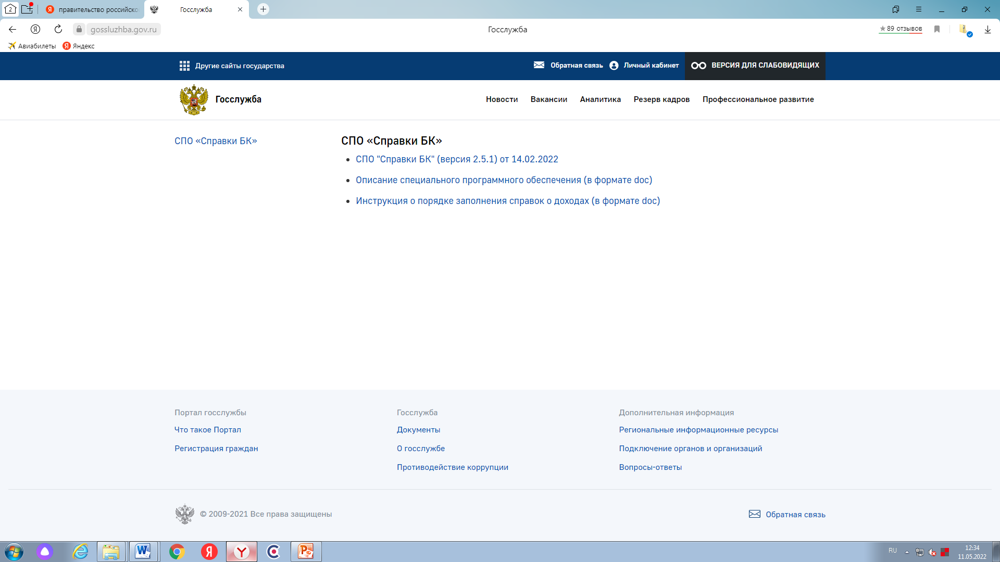 2
правительство российско
Госслужба
gossluzhba.gov.ru
Госслужба
89 отзывов
Авиабилеты
Яндекс
Другие сайты государства
Обратная связь
Личный кабинет
ВЕРСИЯ ДЛЯ СЛАБОВИДЯЩИХ
Госслужба
Новости
Вакансии
Аналитика
Резерв кадров
Профессиональное развитие
СПО «Справки БК»
СПО «Справки БК»
СПО "Справки БК" (версия 2.5.1) от 14.02.2022
Описание специального программного обеспечения (в формате doc)
Инструкция о порядке заполнения справок о доходах (в формате doc)
Портал госслужбы
Что такое Портал
Регистрация граждан
Госслужба
Документы
О госслужбе
Противодействие коррупции
Дополнительная информация
Региональные информационные ресурсы
Подключение органов и организаций
Вопросы-ответы
© 2009-2021 Все права защищены
Обратная связь
RU
12:34
11.05.2022